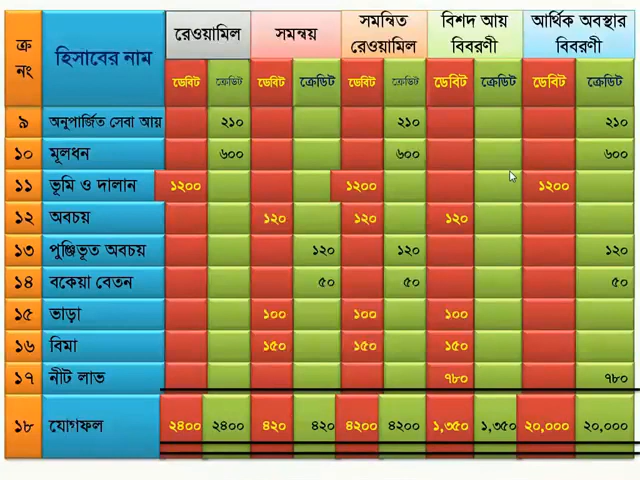 ক্র নং হিসাবের নাম রেওয়ামিল সমন্বয় সমন্বিত রেওয়ামিল বিশদ আয় বিবরণী আর্থিক অবস্থার বিবরণী
ডেবিট ক্রেডিট ডেবিট ক্রেডিট ডেবিট ক্রেডিট ডেবিট ক্রেডিট ডেবিট ক্রেডিট
৯ অনুপার্জিত সেবা আয় ২১০ ২১০ ২১০
১০ মূলধন ৬০০ ৬০০ ৬০০
১১ ভূমি ও দালান ১২০০ ১২০০ ১২০০
১২ অবচয় ১২০ ১২০ ১২০
১৩ পুঞ্জিভূত অবচয় ১২০ ১২০ ১২০
১৪ বকেয়া বেতন ৫০ ৫০ ৫০
১৫ ভাড়া ১০০ ১০০ ১০০
১৬ বিমা ১৫০ ১৫০ ১৫০
১৭ নীট লাভ ৭৮০ ৭৮০
১৮ যোগফল ২৪০০ ২৪০০ ৪২০ ৪২০ ৪২০০ ৪২০০ ১,৩৫০ ১,৩৫০ ২০,০০০ ২০,০০০